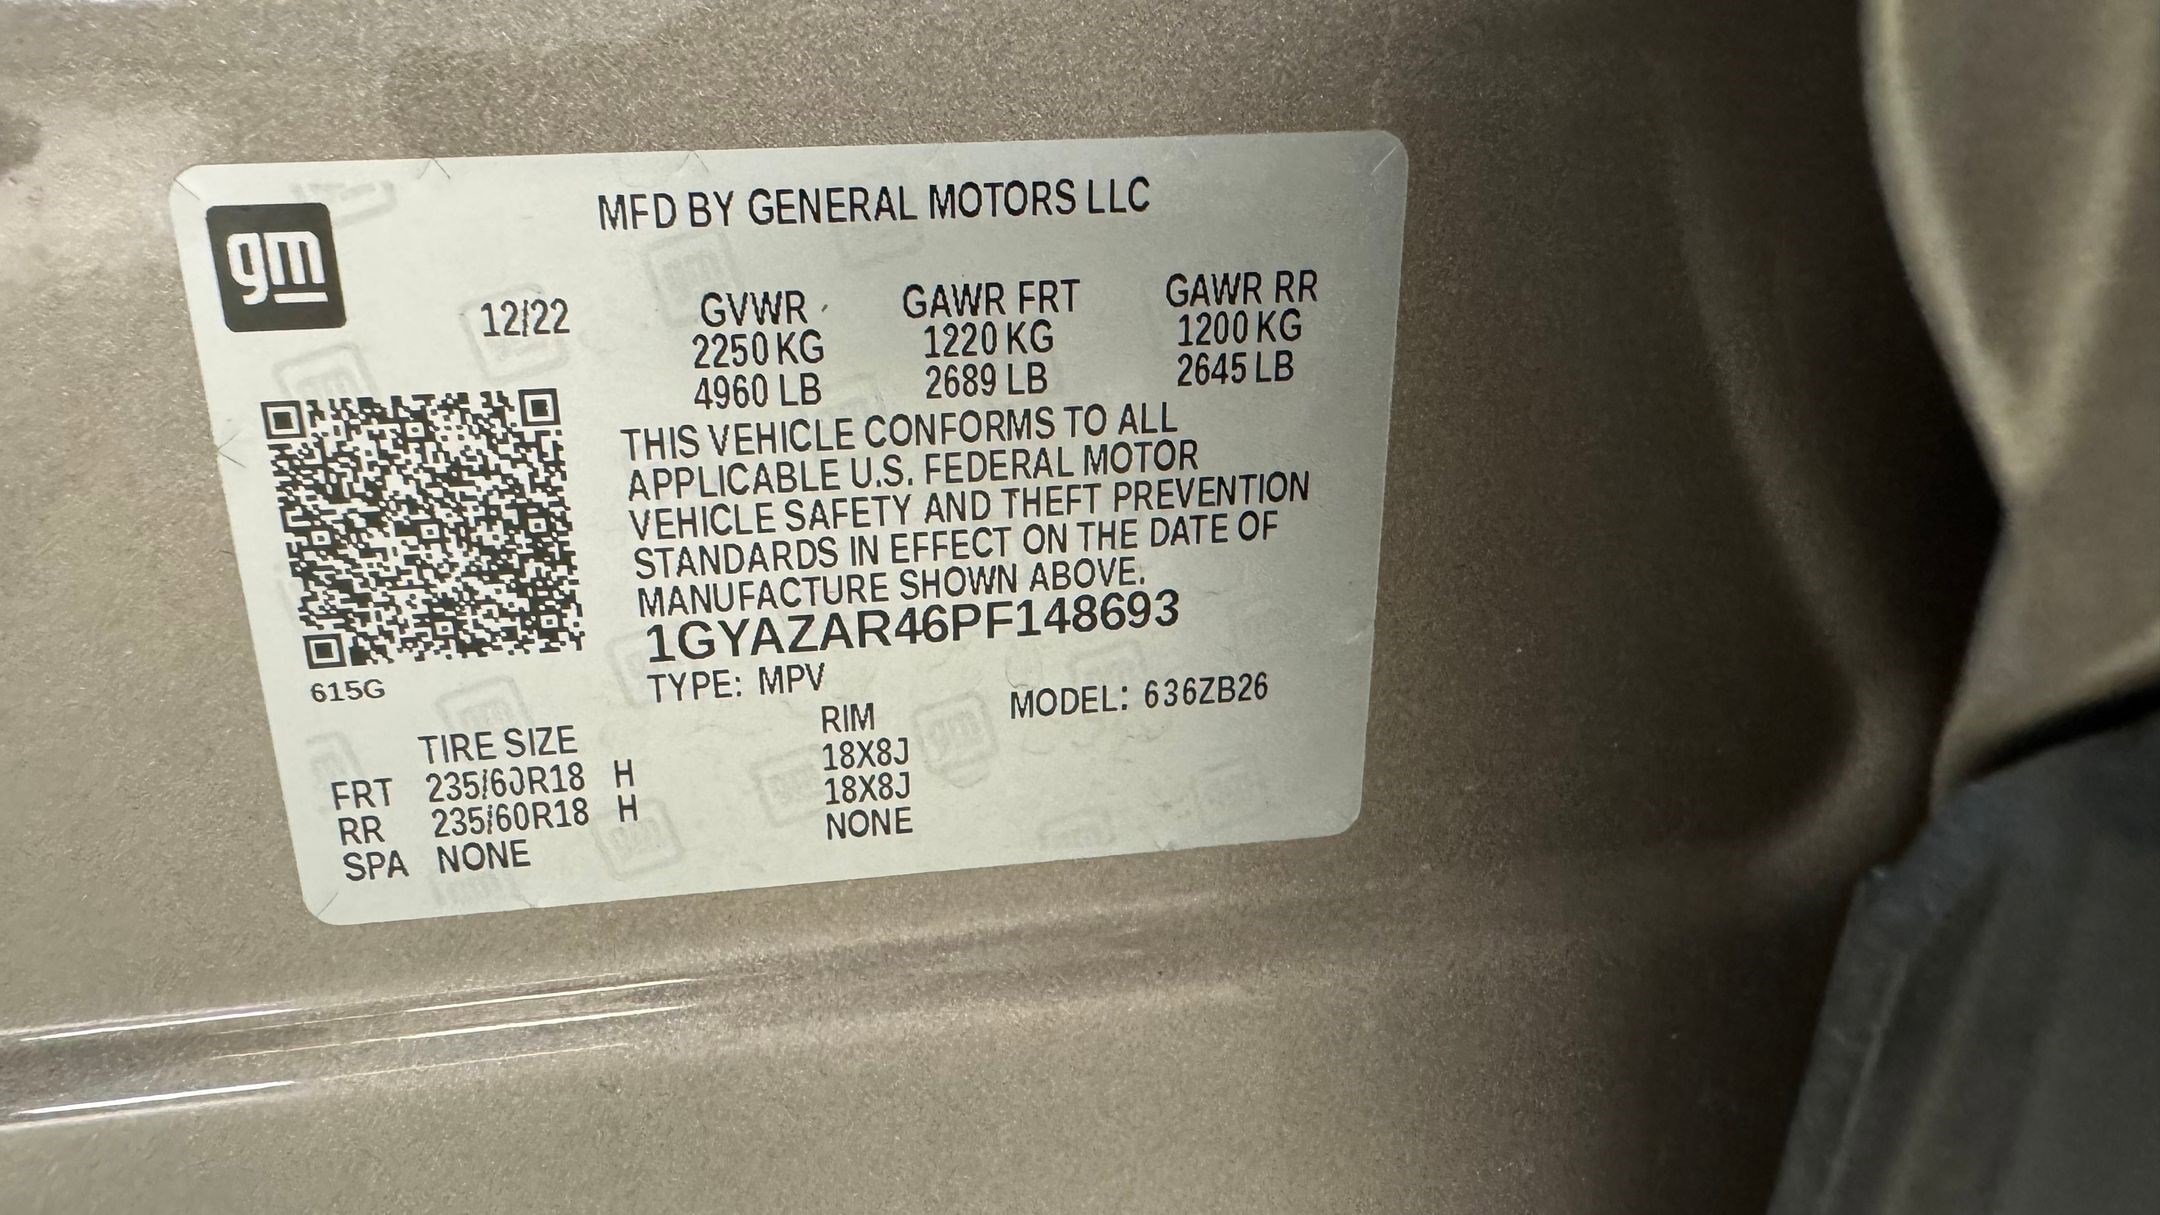 gm
MFD BY GENERAL MOTORS LLC
12/22 GVWR GAWR FRT GAWR RR
2250 KG 1220 KG 1200 KG
4960 LB 2689 LB 2645 LB
THIS VEHICLE CONFORMS TO ALL
APPLICABLE U.S. FEDERAL MOTOR
VEHICLE SAFETY AND THEFT PREVENTION
STANDARDS IN EFFECT ON THE DATE OF
MANUFACTURE SHOWN ABOVE.
1GYAZAR46PF148693
615G
TYPE: MPV MODEL: 636ZB26
TIRE SIZE RIM
FRT 235/60R18 H 18X8J
RR 235/60R18 H 18X8J
SPA NONE NONE